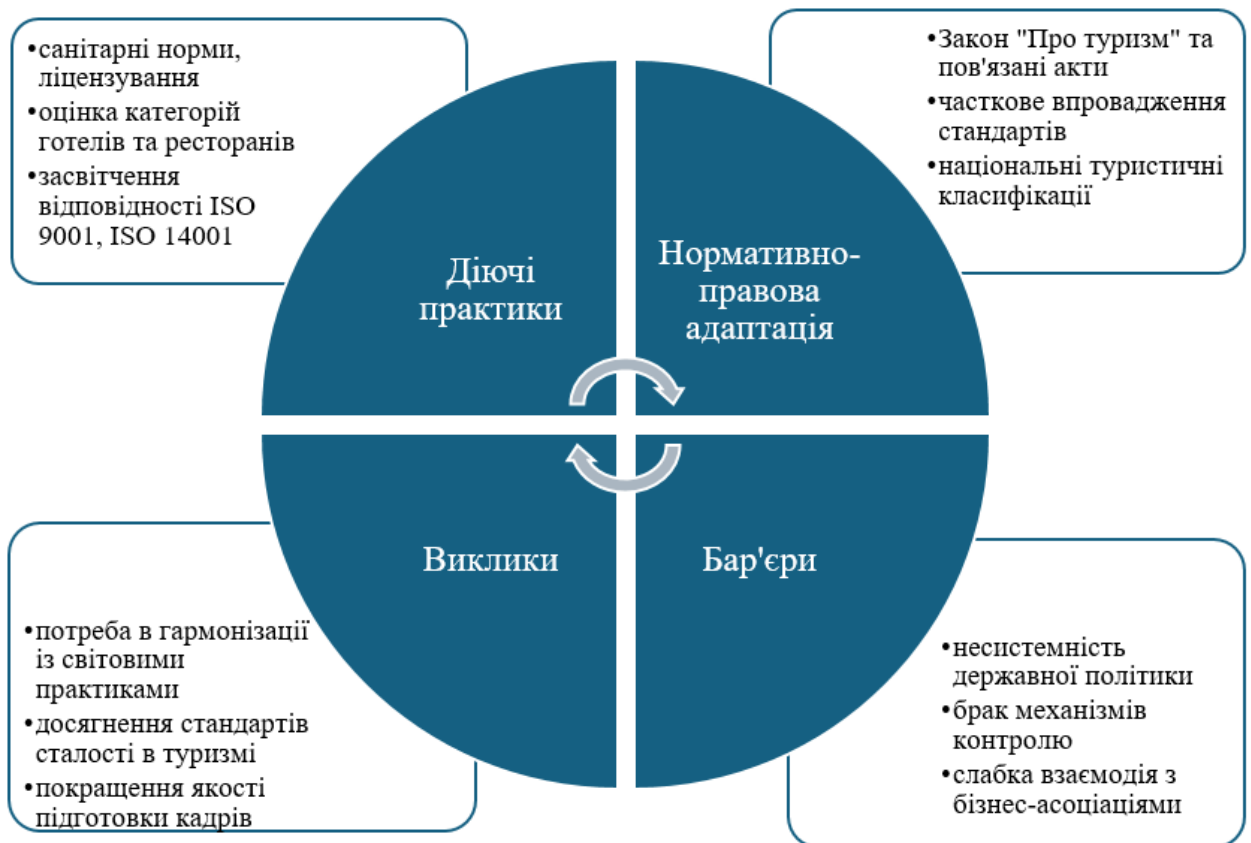 •санітарні норми,
ліцензування
•оцінка категорій
готелів та ресторанів
•засвітчення
відповідності ISO
9001, ISO 14001
•Закон "Про туризм" та
пов'язані акти
•часткове впровадження
стандартів
•національні туристичні
класифікації
Діючі
практики
Нормативно-
правова
адаптація
Виклики
Бар'єри
•потреба в гармонізації
із світовими
практиками
•досягнення стандартів
сталості в туризмі
•покращення якості
підготовки кадрів
•несистемність
державної політики
•брак механізмів
контролю
•слабка взаємодія з
бізнес-асоціаціями